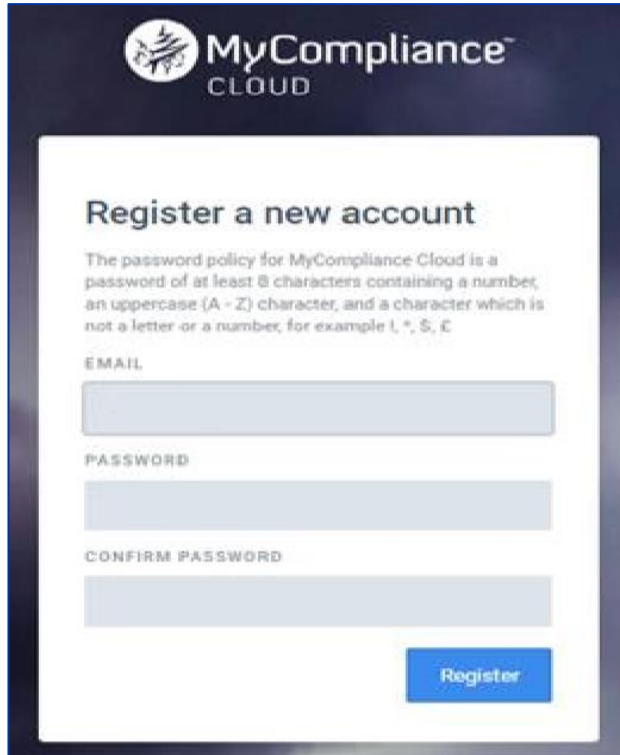 MyCompliance™
CLOUD
Register a new account
The password policy for MyCompliance Cloud is a
password of at least 8 characters containing a number,
an uppercase (A - Z) character, and a character which is
not a letter or a number, for example !, *, $, £
EMAIL
PASSWORD
CONFIRM PASSWORD
Register